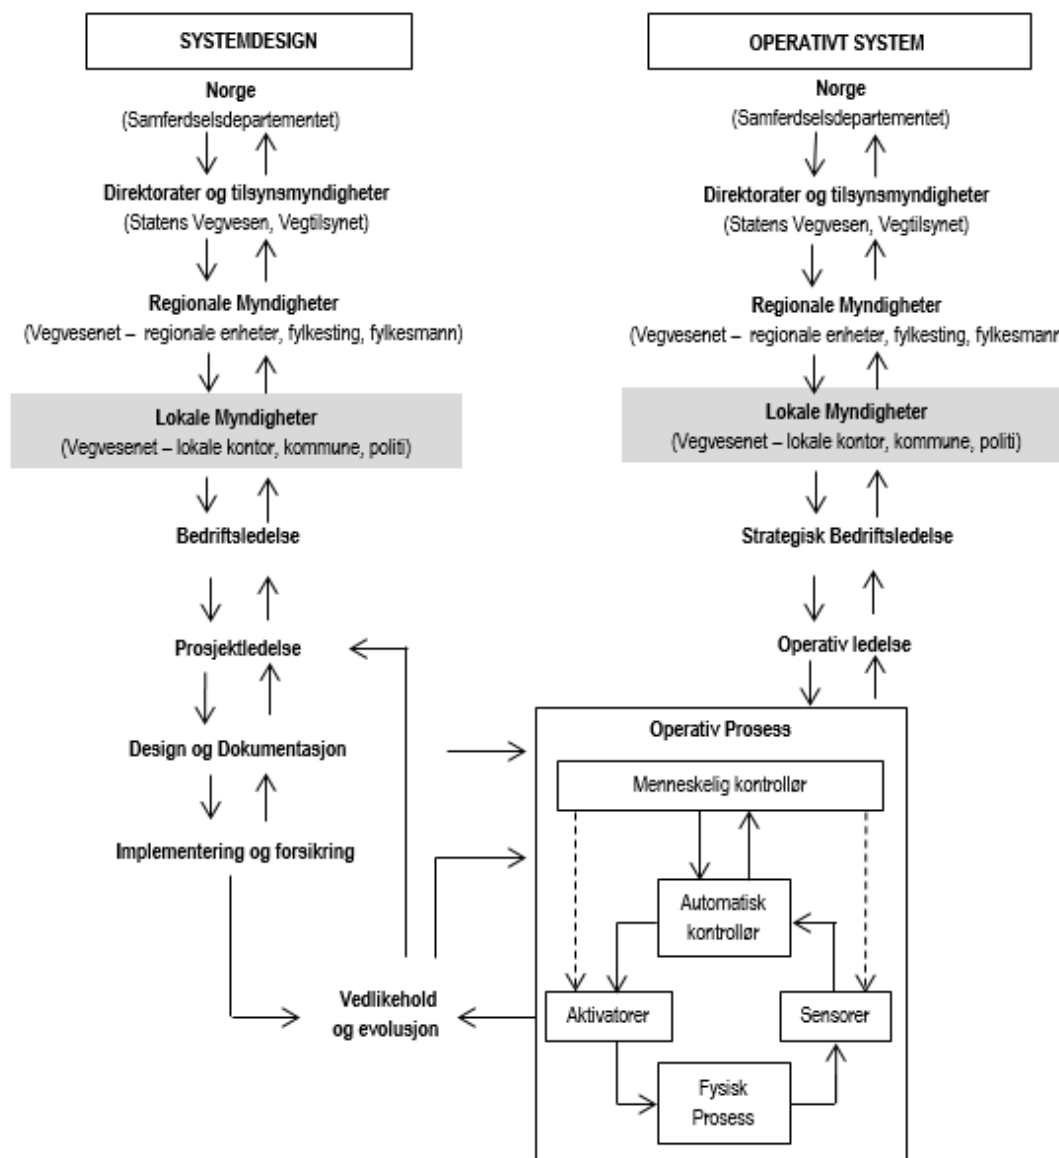 SYSTEMDESIGN
Norge
(Samferdselsdepartementet)
Direktorater og tilsynsmyndigheter
(Statens Vegvesen, Vegtilsynet)
Regionale Myndigheter
(Vegvesenet – regionale enheter, fylkesting, fylkesmann)
Lokale Myndigheter
(Vegvesenet – lokale kontor, kommune, politi)
Bedriftsledelse
Prosjektledelse
Design og Dokumentasjon
Implementering og forsikring
Vedlikehold
og evolusjon
OPERATIVT SYSTEM
Norge
(Samferdselsdepartementet)
Direktorater og tilsynsmyndigheter
(Statens Vegvesen, Vegtilsynet)
Regionale Myndigheter
(Vegvesenet – regionale enheter, fylkesting, fylkesmann
Lokale Myndigheter
(Vegvesenet – lokale kontor, kommune, politi)
Strategisk Bedriftsledelse
Operativ ledelse
Operativ Prosess
Menneskelig kontrollør
Automatisk
kontrollør
Aktivatorer
Sensorer
Fysisk
Prosess